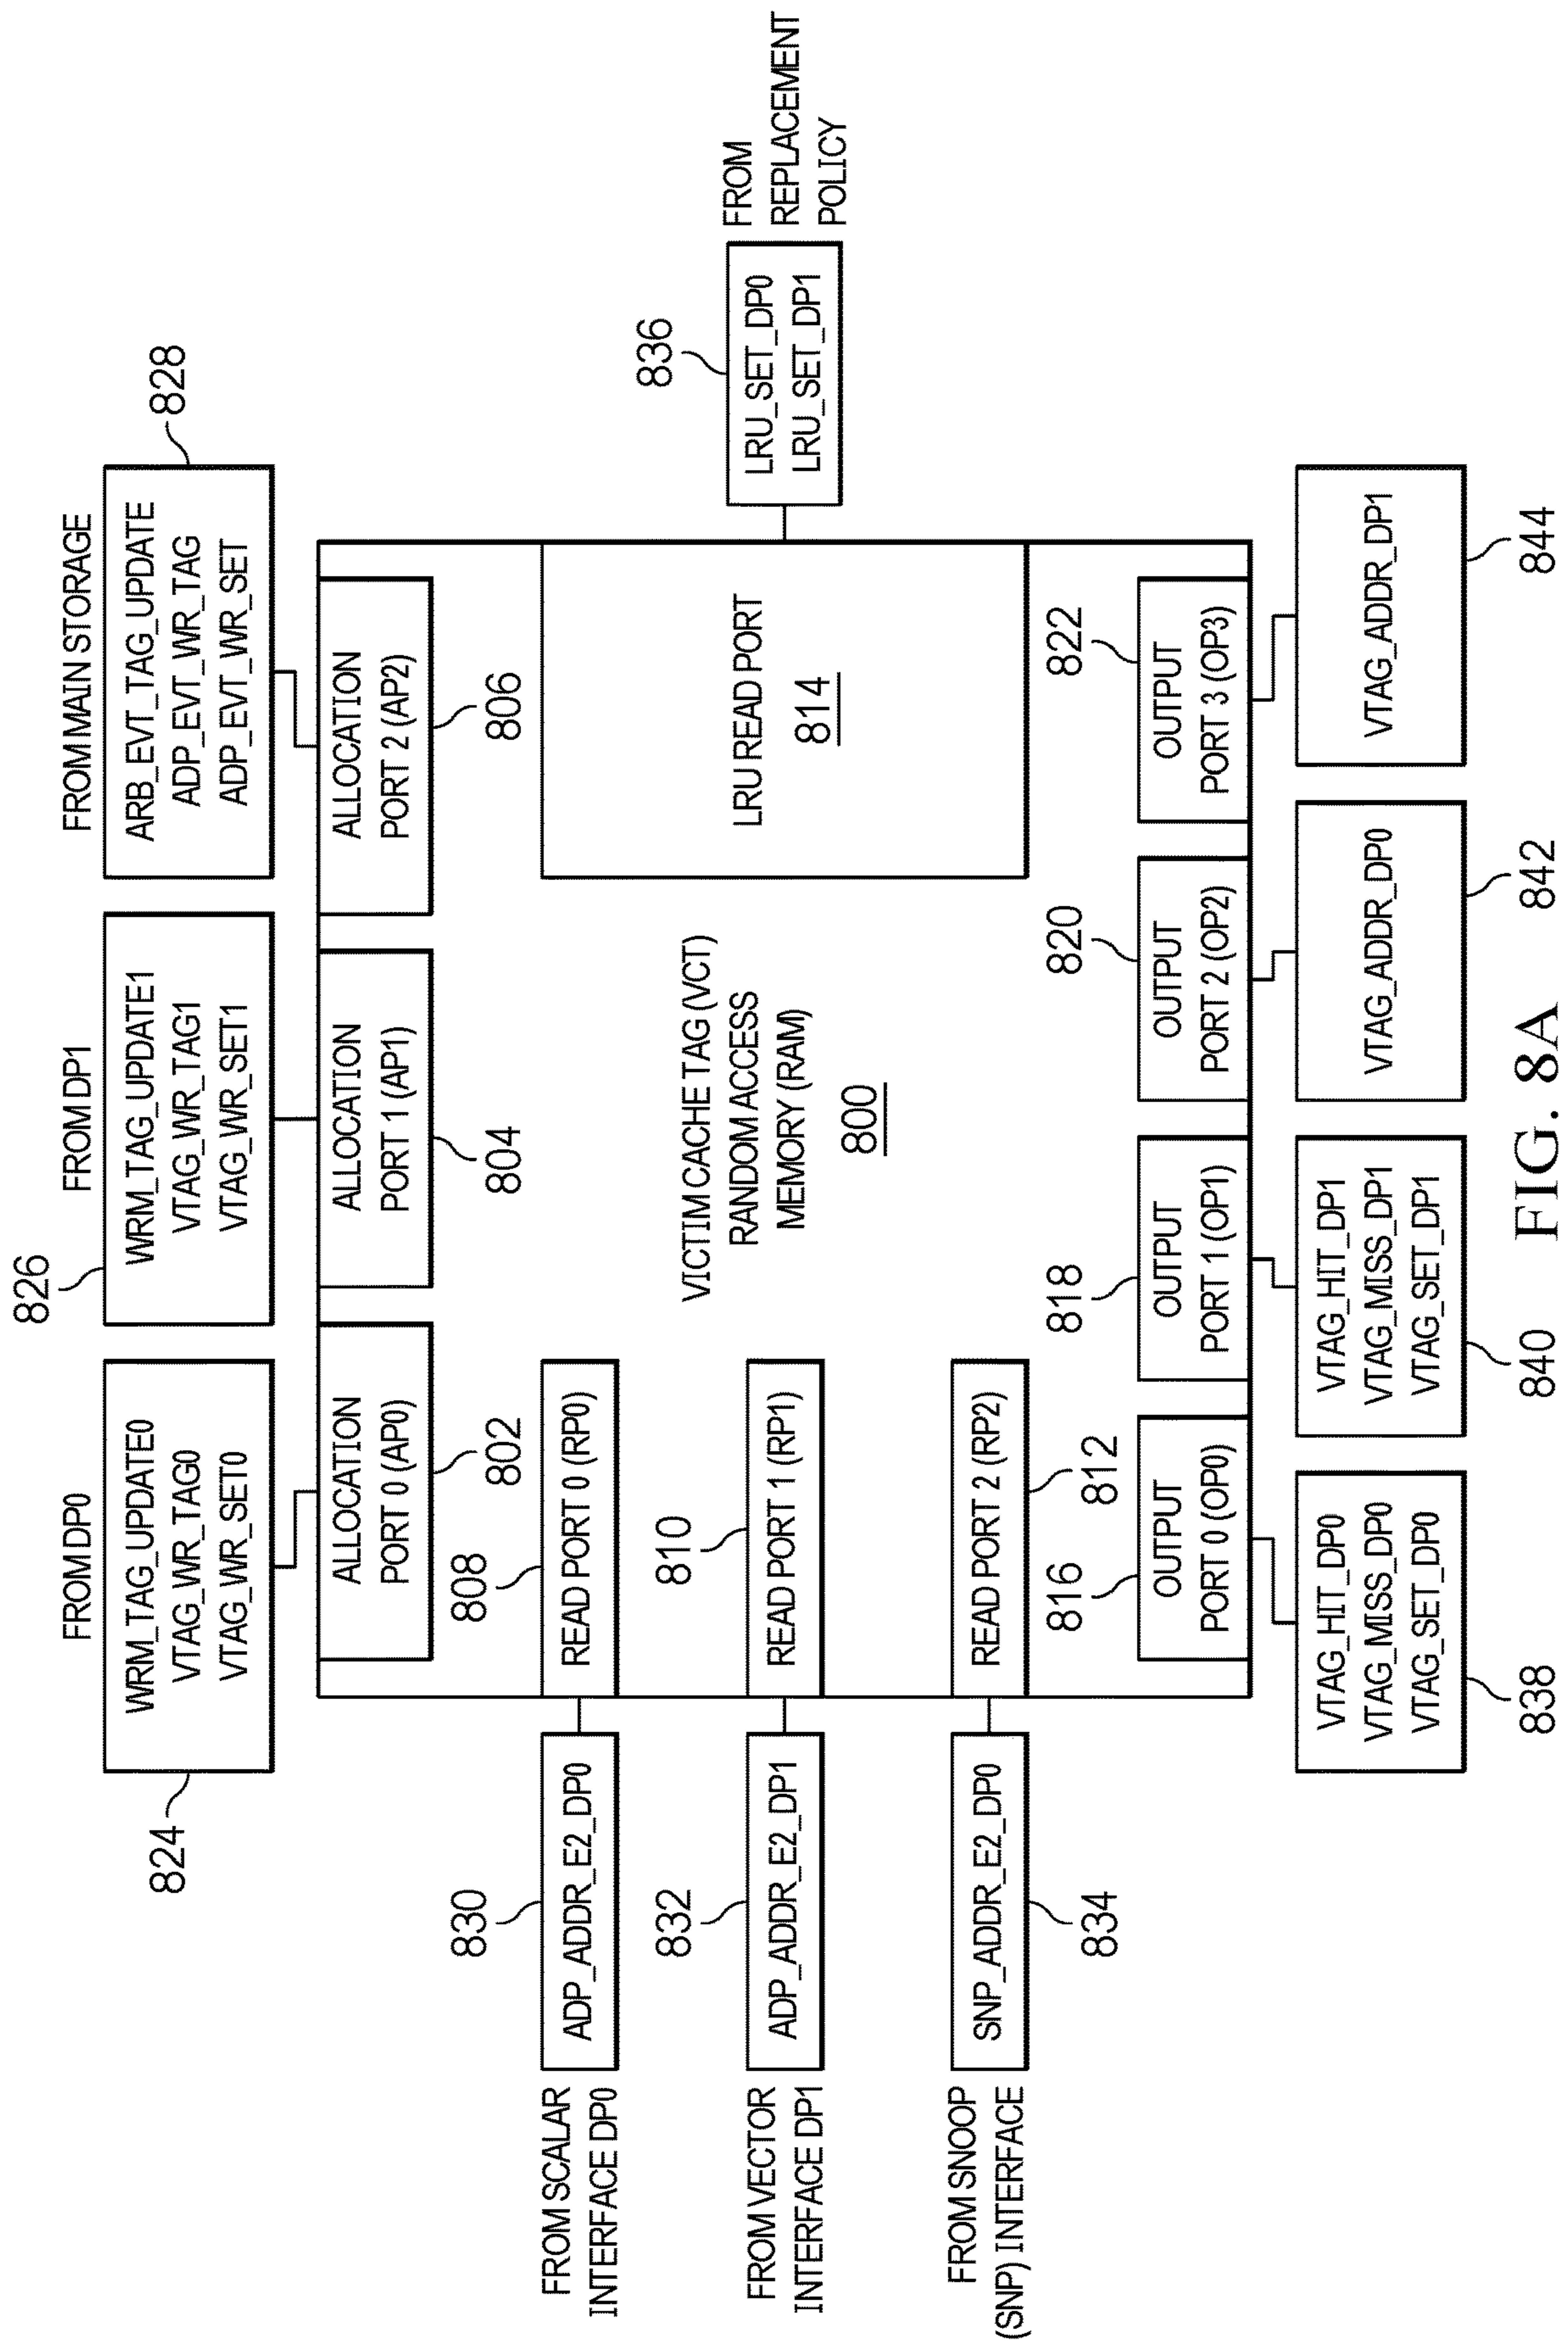 FROM DP0
824
WRM_TAG_UPDATE0
VTAG_WR_TAG0
VTAG_WR_SET0
FROM DP1
826
WRM_TAG_UPDATE1
VTAG_WR_TAG1
VTAG_WR_SET1
FROM MAIN STORAGE
828
ARB_EVT_TAG_UPDATE
ADP_EVT_WR_TAG
ADP_EVT_WR_SET
ALLOCATION
PORT 0 (AP0)
802
ALLOCATION
PORT 1 (AP1)
804
ALLOCATION
PORT 2 (AP2)
806
FROM SCALAR
INTERFACE DP0
830
ADP_ADDR_E2_DP0
808
READ PORT 0 (RP0)
FROM VECTOR
INTERFACE DP1
832
ADP_ADDR_E2_DP1
810
READ PORT 1 (RP1)
FROM SNOOP
(SNP) INTERFACE
SNP_ADDR_E2_DP0
834
READ PORT 2 (RP2)
812
VICTIM CACHE TAG (VCT)
RANDOM ACCESS
MEMORY (RAM)
800
LRU READ PORT
814
836
LRU_SET_DP0
LRU_SET_DP1
FROM
REPLACEMENT
POLICY
816
OUTPUT
PORT 0 (OP0)
818
OUTPUT
PORT 1 (OP1)
820
OUTPUT
PORT 2 (OP2)
822
OUTPUT
PORT 3 (OP3)
VTAG_HIT_DP0
VTAG_MISS_DP0
VTAG_SET_DP0
838
VTAG_HIT_DP1
VTAG_MISS_DP1
VTAG_SET_DP1
840
VTAG_ADDR_DP0
842
VTAG_ADDR_DP1
844
FIG. 8A